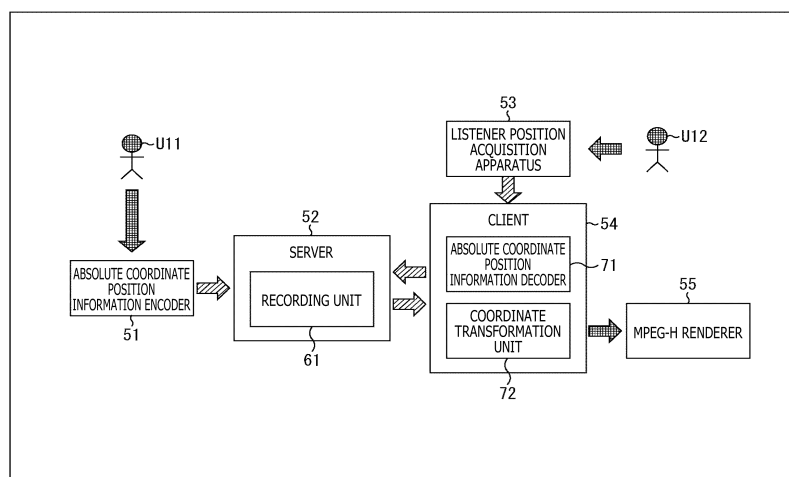 U11
53
LISTENER POSITION
ACQUISITION
APPARATUS
U12
ABSOLUTE COORDINATE
POSITION
INFORMATION ENCODER
51
52
SERVER
RECORDING UNIT
61
CLIENT
54
ABSOLUTE COORDINATE
POSITION
INFORMATION DECODER
71
COORDINATE
TRANSFORMATION
UNIT
72
55
MPEG-H RENDERER